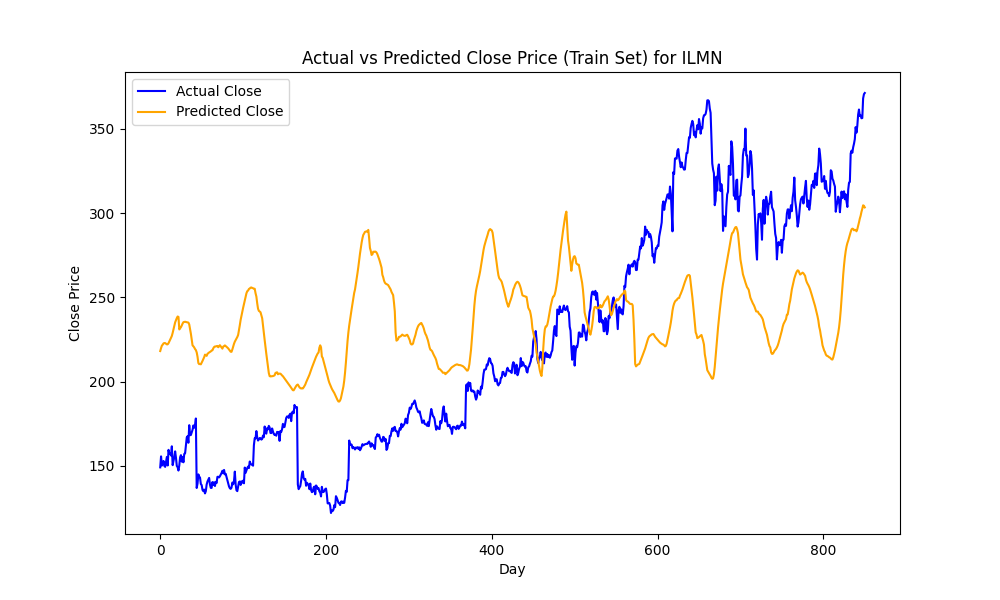 Actual vs Predicted Close Price (Train Set) for ILMN
Actual Close
Predicted Close
Close Price
350
300
250
200
150
0 200 400 600 800
Day